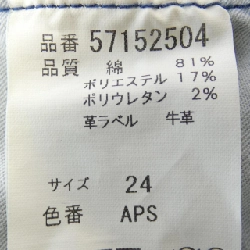 品番 57152504
品質 綿 81%
ポリエステル 17%
ポリウレタン 2%
革ラベル 牛革
サイズ 24
色番 APS